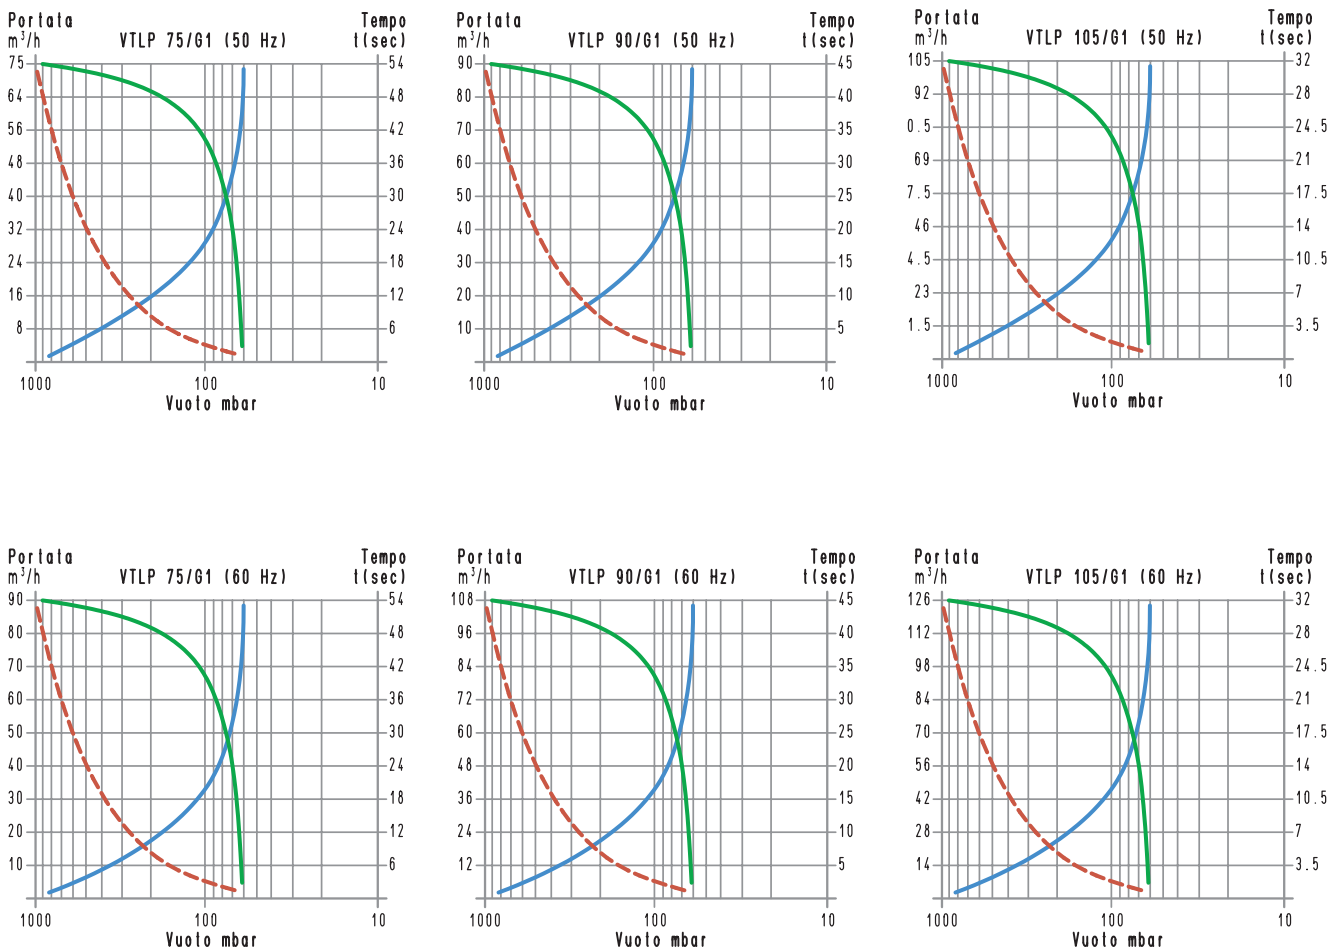 Portata Tempo
m³/h VTLP 75/G1 (50 Hz) t(sec)
75 54
64 48
56 42
48 36
40 30
32 24
24 18
16 12
8 6
1000 100 10
Vuoto mbar
Portata Tempo
m³/h VTLP 90/G1 (50 Hz) t(sec)
90 45
80 40
70 35
60 30
50 25
40 20
30 15
20 10
10 5
1000 100 10
Vuoto mbar
Portata Tempo
m³/h VTLP 105/G1 (50 Hz) t(sec)
105 32
92 28
0.5 24.5
69 21
7.5 17.5
46 14
4.5 10.5
23 7
1.5 3.5
1000 100 10
Vuoto mbar
Portata Tempo
m³/h VTLP 75/G1 (60 Hz) t(sec)
90 54
80 48
70 42
60 36
50 30
40 24
30 18
20 12
10 6
1000 100 10
Vuoto mbar
Portata Tempo
m³/h VTLP 90/G1 (60 Hz) t(sec)
108 45
96 40
84 35
72 30
60 25
48 20
36 15
24 10
12 5
1000 100 10
Vuoto mbar
Portata Tempo
m³/h VTLP 105/G1 (60 Hz) t(sec)
126 32
112 28
98 24.5
84 21
70 17.5
56 14
42 10.5
28 7
14 3.5
1000 100 10
Vuoto mbar